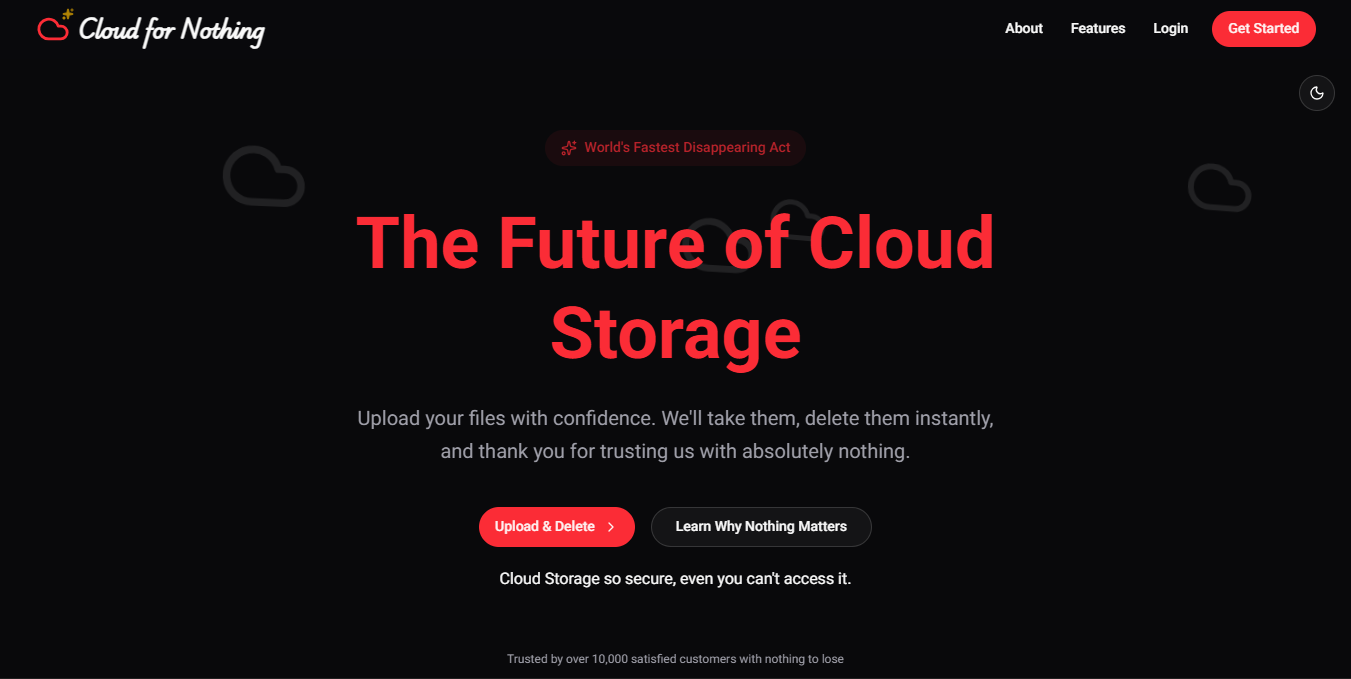 Cloud for Nothing
About
Features
Login
Get Started
World's Fastest Disappearing Act
The Future of Cloud
Storage
Upload your files with confidence. We'll take them, delete them instantly,
and thank you for trusting us with absolutely nothing.
Upload & Delete
Learn Why Nothing Matters
Cloud Storage so secure, even you can't access it.
Trusted by over 10,000 satisfied customers with nothing to lose